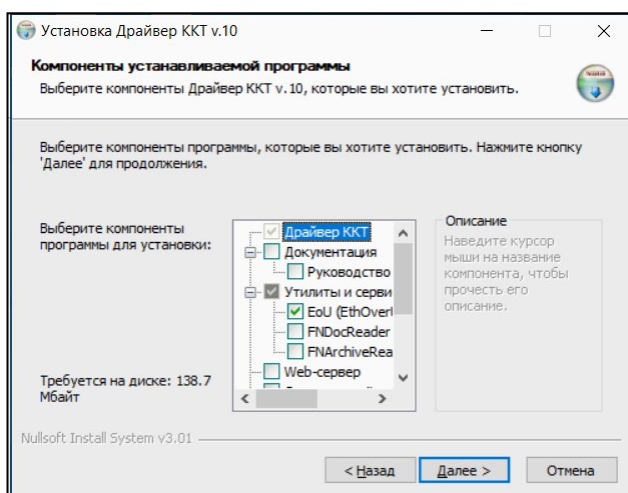 Установка Драйвер ККТ v.10
Компоненты устанавливаемой программы
Выберите компоненты Драйвер ККТ v.10, которые вы хотите установить.
Выберите компоненты программы, которые вы хотите установить. Нажмите кнопку
'Далее' для продолжения.
Выберите компоненты
программы для установки:
Драйвер ККТ
Документация
Руководство
Утилиты и серви
EoU (EthOverl
FNDocReader
FNArchiveRea
Web-сервер
Описание
Наведите курсор
мыши на название
компонента, чтобы
прочесть его
описание.
Требуется на диске: 138.7
Мбайт
Nullsoft Install System v3.01
< Назад
Далее >
Отмена